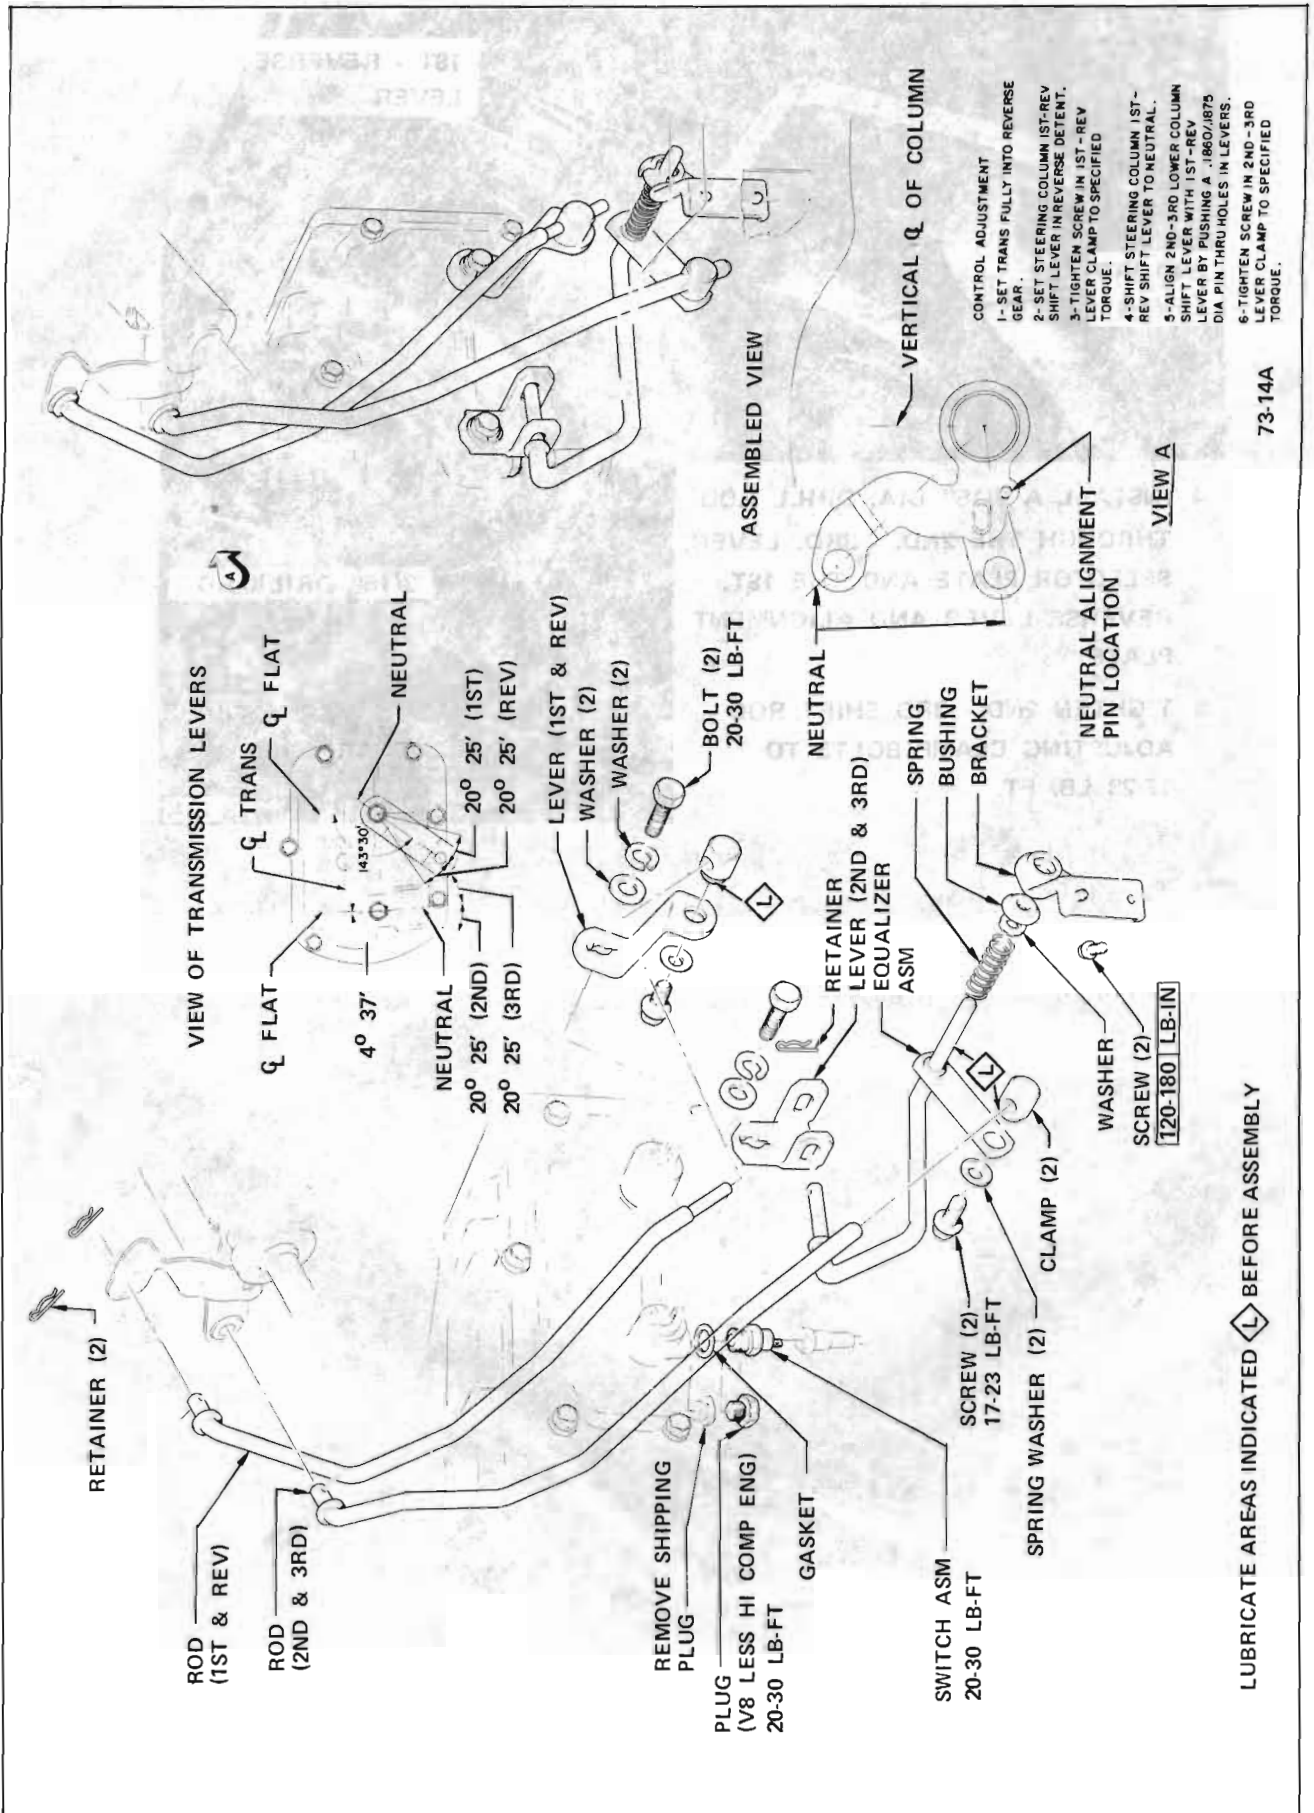 RETAINER (2)
ROD
(1ST & REV)
ROD
(2ND & 3RD)
REMOVE SHIPPING
PLUG
PLUG
(V8 LESS HI COMP ENG)
20-30 LB-FT
GASKET
SWITCH ASM
20-30 LB-FT
SCREW (2)
17-23 LB-FT
SPRING WASHER (2)
CLAMP (2)
LUBRICATE AREAS INDICATED L BEFORE ASSEMBLY
VIEW OF TRANSMISSION LEVERS
℄ FLAT
℄ TRANS
℄ FLAT
A
4° 37'
143°30'
NEUTRAL
NEUTRAL
20° 25' (2ND)
20° 25' (3RD)
20° 25' (1ST)
20° 25' (REV)
LEVER (1ST & REV)
WASHER (2)
WASHER (2)
BOLT (2)
20-30 LB-FT
L
RETAINER
LEVER (2ND & 3RD)
EQUALIZER
ASM
L
SPRING
BUSHING
BRACKET
WASHER
SCREW (2)
120-180 LB-IN
ASSEMBLED VIEW
VERTICAL ℄ OF COLUMN
NEUTRAL
NEUTRAL ALIGNMENT
PIN LOCATION
VIEW A
CONTROL ADJUSTMENT
1- SET TRANS FULLY INTO REVERSE
GEAR.
2- SET STEERING COLUMN 1ST-REV
SHIFT LEVER IN REVERSE DETENT.
3- TIGHTEN SCREW IN 1ST - REV
LEVER CLAMP TO SPECIFIED
TORQUE.
4-SHIFT STEERING COLUMN 1ST-
REV SHIFT LEVER TO NEUTRAL.
5-ALIGN 2ND-3RD LOWER COLUMN
SHIFT LEVER WITH 1ST-REV
LEVER BY PUSHING A .1860/.1875
DIA PIN THRU HOLES IN LEVERS.
6-TIGHTEN SCREW IN 2ND-3RD
LEVER CLAMP TO SPECIFIED
TORQUE.
73-14A